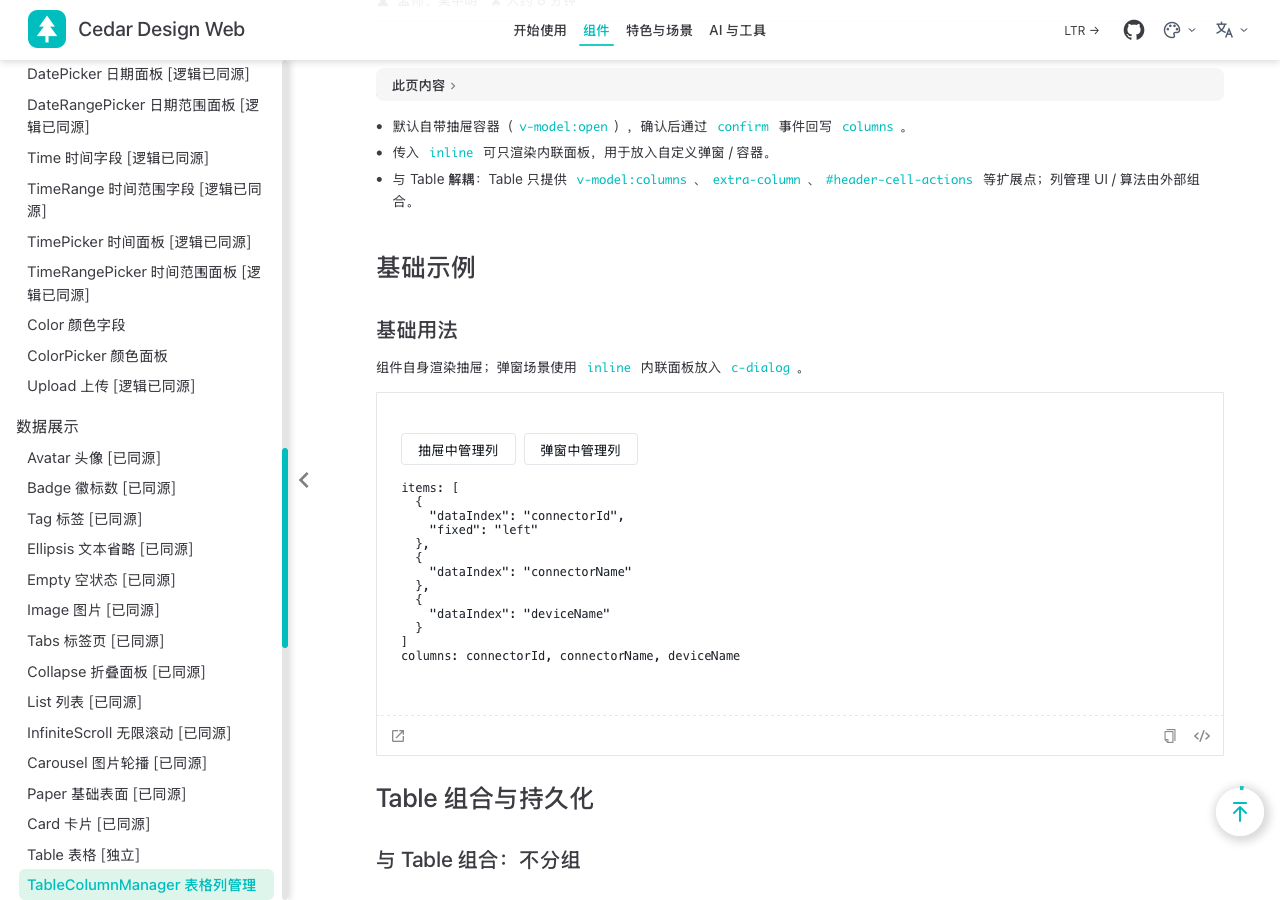 Cedar Design Web
开始使用 组件 特色与场景 AI 与工具
LTR →
DatePicker 日期面板 [逻辑已同源]
DateRangePicker 日期范围面板 [逻
辑已同源]
Time 时间字段 [逻辑已同源]
TimeRange 时间范围字段 [逻辑已同
源]
TimePicker 时间面板 [逻辑已同源]
TimeRangePicker 时间范围面板 [逻
辑已同源]
Color 颜色字段
ColorPicker 颜色面板
Upload 上传 [逻辑已同源]
数据展示
Avatar 头像 [已同源]
Badge 徽标数 [已同源]
Tag 标签 [已同源]
Ellipsis 文本省略 [已同源]
Empty 空状态 [已同源]
Image 图片 [已同源]
Tabs 标签页 [已同源]
Collapse 折叠面板 [已同源]
List 列表 [已同源]
InfiniteScroll 无限滚动 [已同源]
Carousel 图片轮播 [已同源]
Paper 基础表面 [已同源]
Card 卡片 [已同源]
Table 表格 [独立]
TableColumnManager 表格列管理
此页内容 >
• 默认自带抽屉容器（ v-model:open ），确认后通过 confirm 事件回写 columns 。
• 传入 inline 可只渲染内联面板，用于放入自定义弹窗 / 容器。
• 与 Table 解耦：Table 只提供 v-model:columns 、 extra-column 、 #header-cell-actions 等扩展点；列管理 UI / 算法由外部组
合。
基础示例
基础用法
组件自身渲染抽屉；弹窗场景使用 inline 内联面板放入 c-dialog 。
抽屉中管理列 弹窗中管理列
items: [
{
"dataIndex": "connectorId",
"fixed": "left"
},
{
"dataIndex": "connectorName"
},
{
"dataIndex": "deviceName"
}
]
columns: connectorId, connectorName, deviceName
</>
Table 组合与持久化
与 Table 组合：不分组